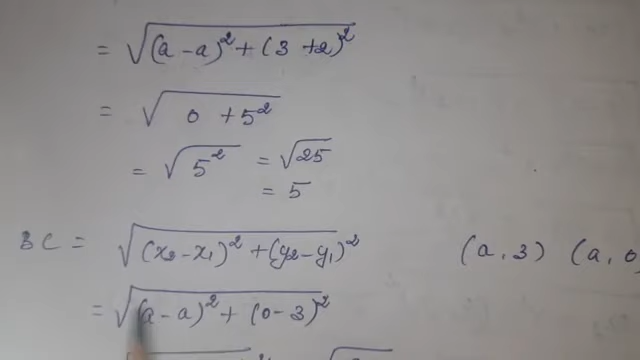 = √(a-a)²+(3+2)²
= √0+5²
= √5² = √25
= 5
BC = √(x₂-x₁)²+(y₂-y₁)² (a,3) (a,0
= √(a-a)²+(0-3)²